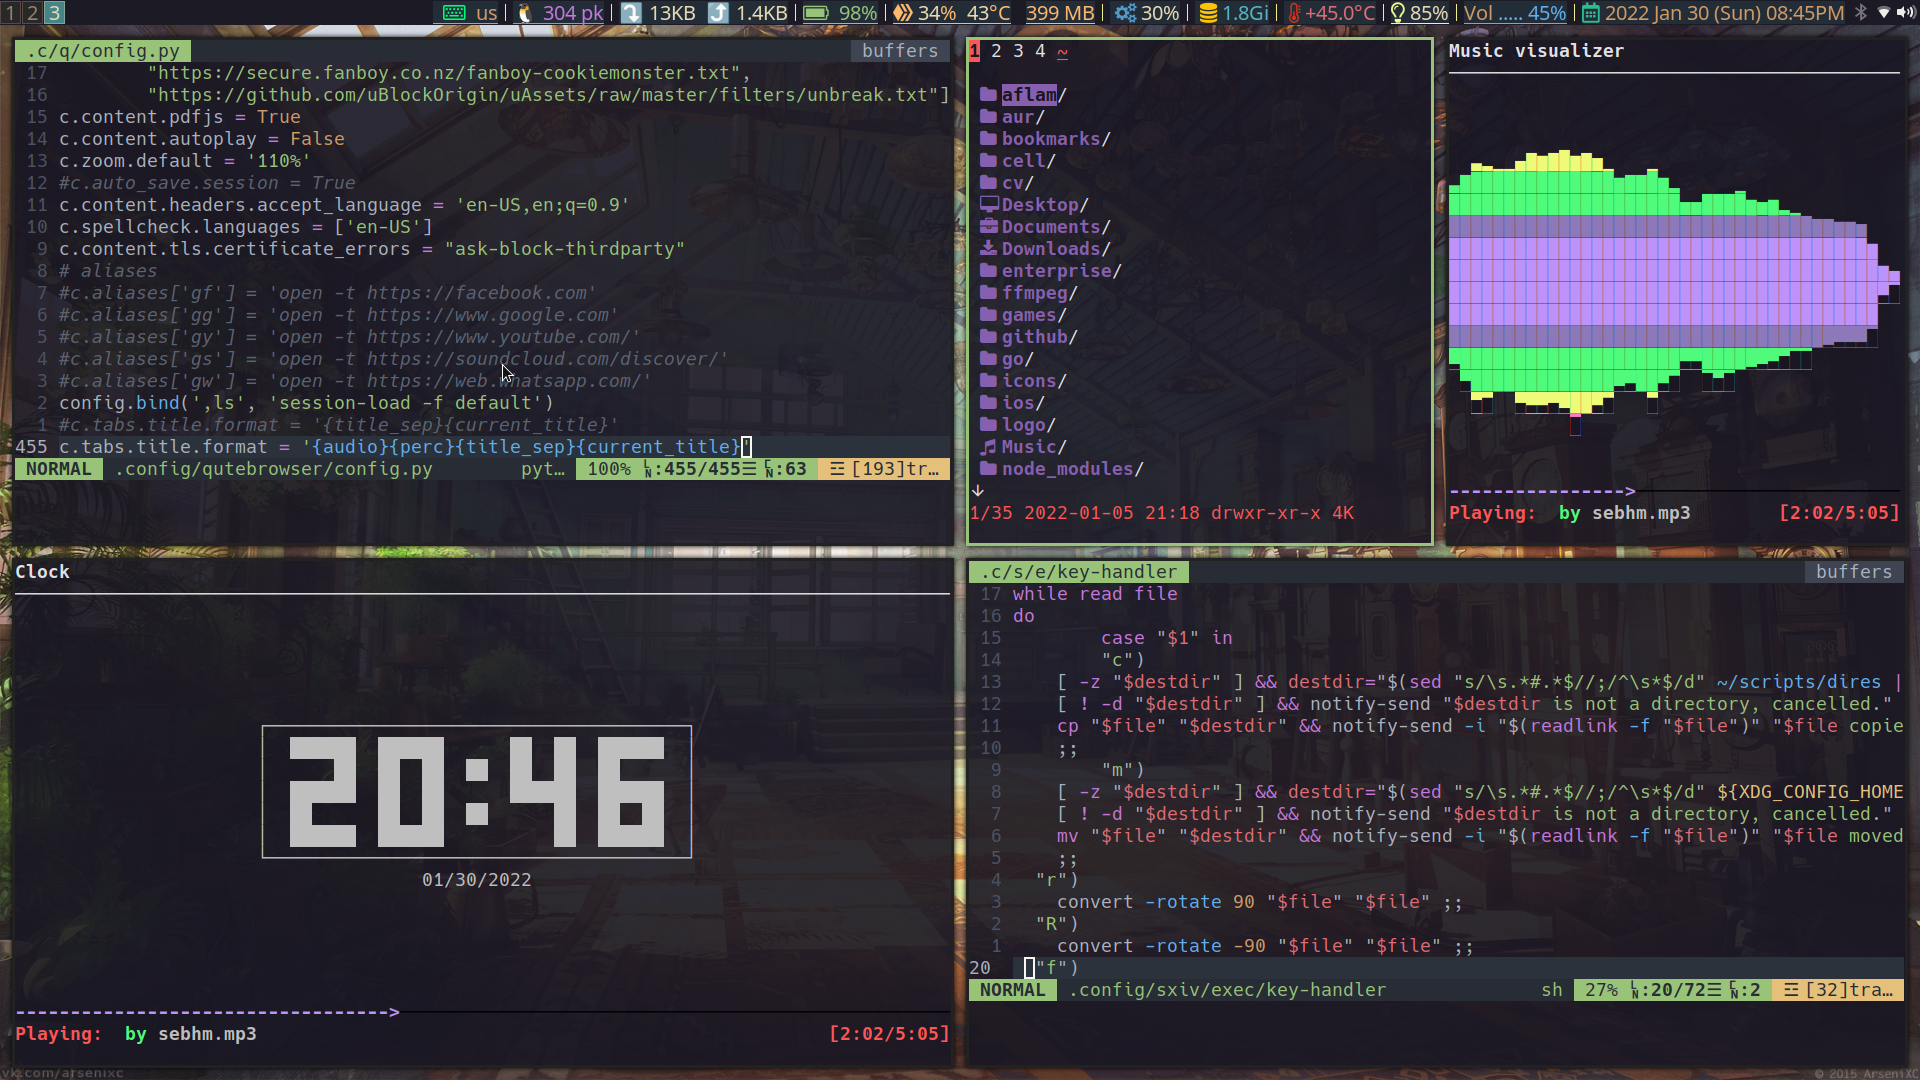 1 2 3 us 304 pk 13KB 1.4KB 98% 34% 43°C 399 MB 30% 1.8Gi +45.0°C 85% Vol ..... 45% 2022 Jan 30 (Sun) 08:45PM
.c/q/config.py buffers
17 "https://secure.fanboy.co.nz/fanboy-cookiemonster.txt",
16 "https://github.com/uBlockOrigin/uAssets/raw/master/filters/unbreak.txt"]
15 c.content.pdfjs = True
14 c.content.autoplay = False
13 c.zoom.default = '110%'
12 #c.auto_save.session = True
11 c.content.headers.accept_language = 'en-US,en;q=0.9'
10 c.spellcheck.languages = ['en-US']
9 c.content.tls.certificate_errors = "ask-block-thirdparty"
8 # aliases
7 #c.aliases['gf'] = 'open -t https://facebook.com'
6 #c.aliases['gg'] = 'open -t https://www.google.com'
5 #c.aliases['gy'] = 'open -t https://www.youtube.com/'
4 #c.aliases['gs'] = 'open -t https://soundcloud.com/discover/'
3 #c.aliases['gw'] = 'open -t https://web.whatsapp.com/'
2 config.bind(',ls', 'session-load -f default')
1 #c.tabs.title.format = '{title_sep}{current_title}'
455 c.tabs.title.format = '{audio}{perc}{title_sep}{current_title}'
NORMAL .config/qutebrowser/config.py pyt… 100% LN:455/455☰ CN:63 ☲ [193]tr…
1 2 3 4 ~
aflam/
aur/
bookmarks/
cell/
cv/
Desktop/
Documents/
Downloads/
enterprise/
ffmpeg/
games/
github/
go/
icons/
ios/
logo/
Music/
node_modules/
↓
1/35 2022-01-05 21:18 drwxr-xr-x 4K
Music visualizer
---------------->
Playing: by sebhm.mp3 [2:02/5:05]
Clock
20:46
01/30/2022
---------------------------------->
Playing: by sebhm.mp3 [2:02/5:05]
.c/s/e/key-handler buffers
17 while read file
16 do
15 case "$1" in
14 "c")
13 [ -z "$destdir" ] && destdir="$(sed "s/\s.*#.*$//;/^\s*$/d" ~/scripts/dires |
12 [ ! -d "$destdir" ] && notify-send "$destdir is not a directory, cancelled."
11 cp "$file" "$destdir" && notify-send -i "$(readlink -f "$file")" "$file copie
10 ;;
9 "m")
8 [ -z "$destdir" ] && destdir="$(sed "s/\s.*#.*$//;/^\s*$/d" ${XDG_CONFIG_HOME
7 [ ! -d "$destdir" ] && notify-send "$destdir is not a directory, cancelled."
6 mv "$file" "$destdir" && notify-send -i "$(readlink -f "$file")" "$file moved
5 ;;
4 "r")
3 convert -rotate 90 "$file" "$file" ;;
2 "R")
1 convert -rotate -90 "$file" "$file" ;;
20 "f")
NORMAL .config/sxiv/exec/key-handler sh 27% LN:20/72☰ CN:2 ☲ [32]tra…
vk.com/arsenixc
© 2015 ArseniXC